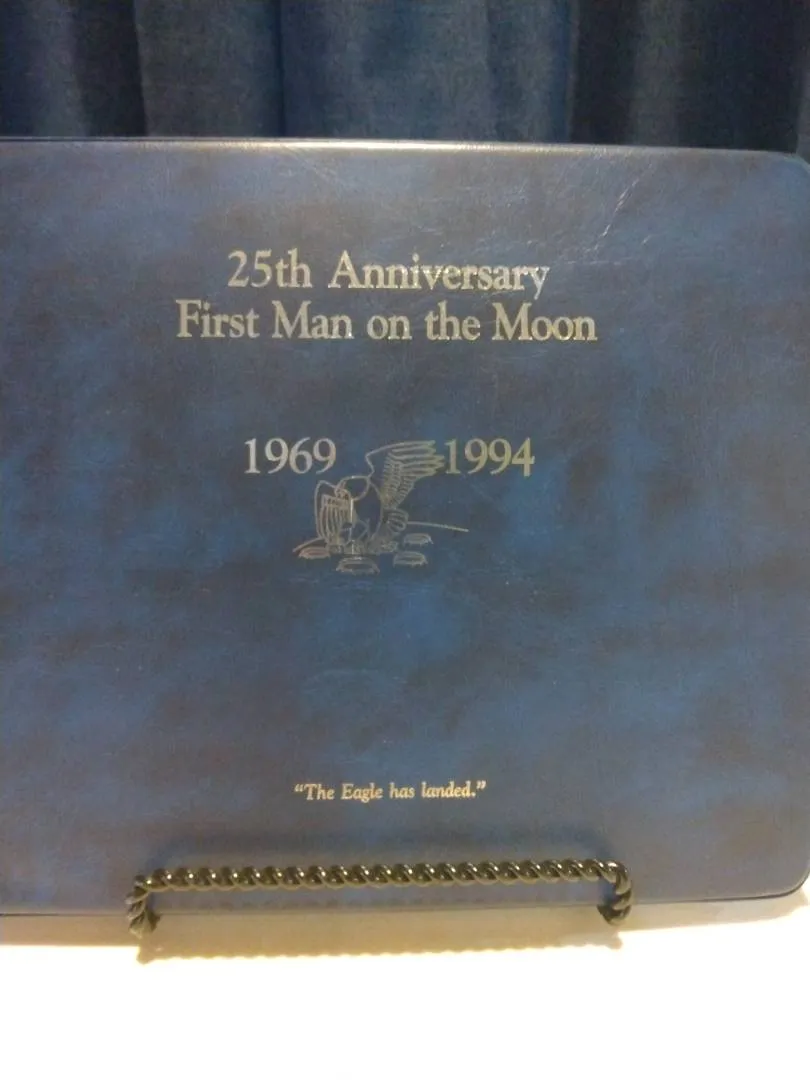 25th Anniversary
First Man on the Moon
1969 1994
“The Eagle has landed.”